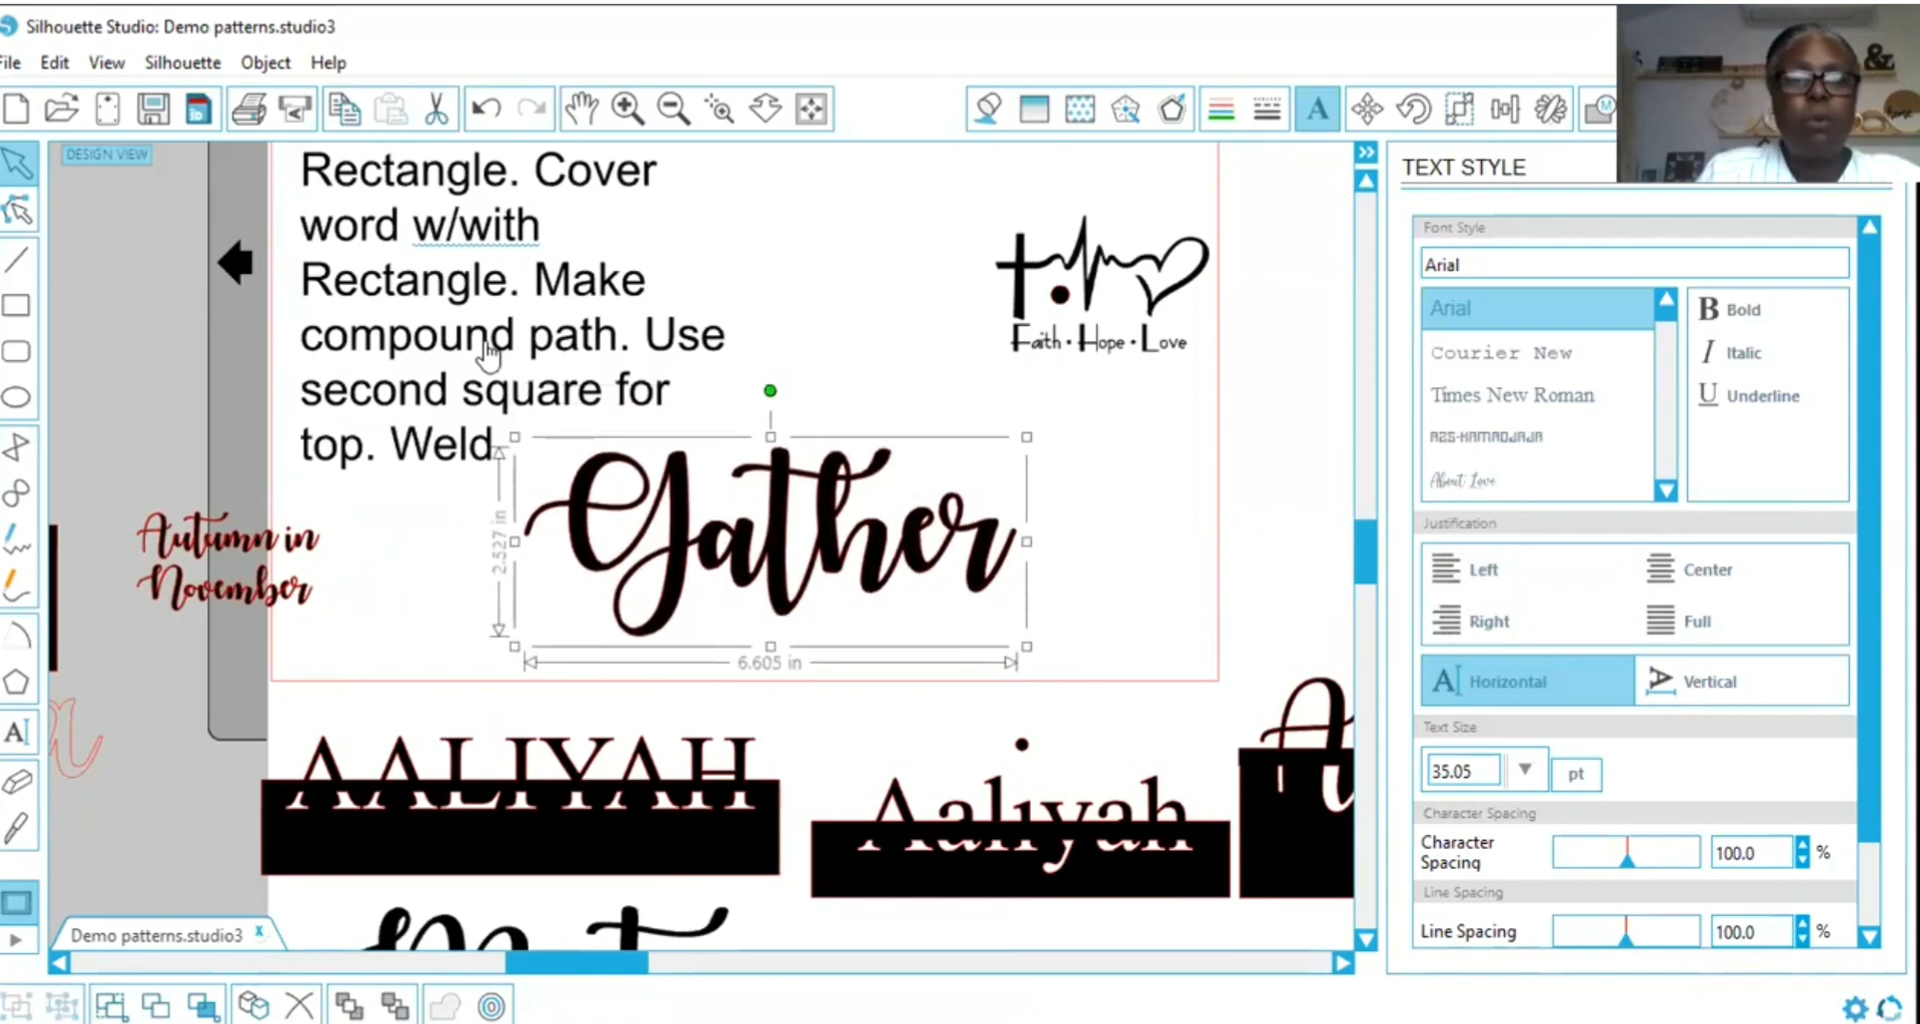 Silhouette Studio: Demo patterns.studio3
File Edit View Silhouette Object Help
DESIGN VIEW
Rectangle. Cover
word w/with
Rectangle. Make
compound path. Use
second square for
top. Weld
Faith · Hope · Love
Autumn in
November
Gather
2.527 in
6.605 in
AALIYAH
Aaliyah
Demo patterns.studio3 x
TEXT STYLE
Font Style
Arial
Arial
Courier New
Times New Roman
About Love
B Bold
I Italic
U Underline
Justification
Left Center
Right Full
Horizontal Vertical
Text Size
35.05 pt
Character Spacing
Character
Spacing 100.0 %
Line Spacing
Line Spacing 100.0 %